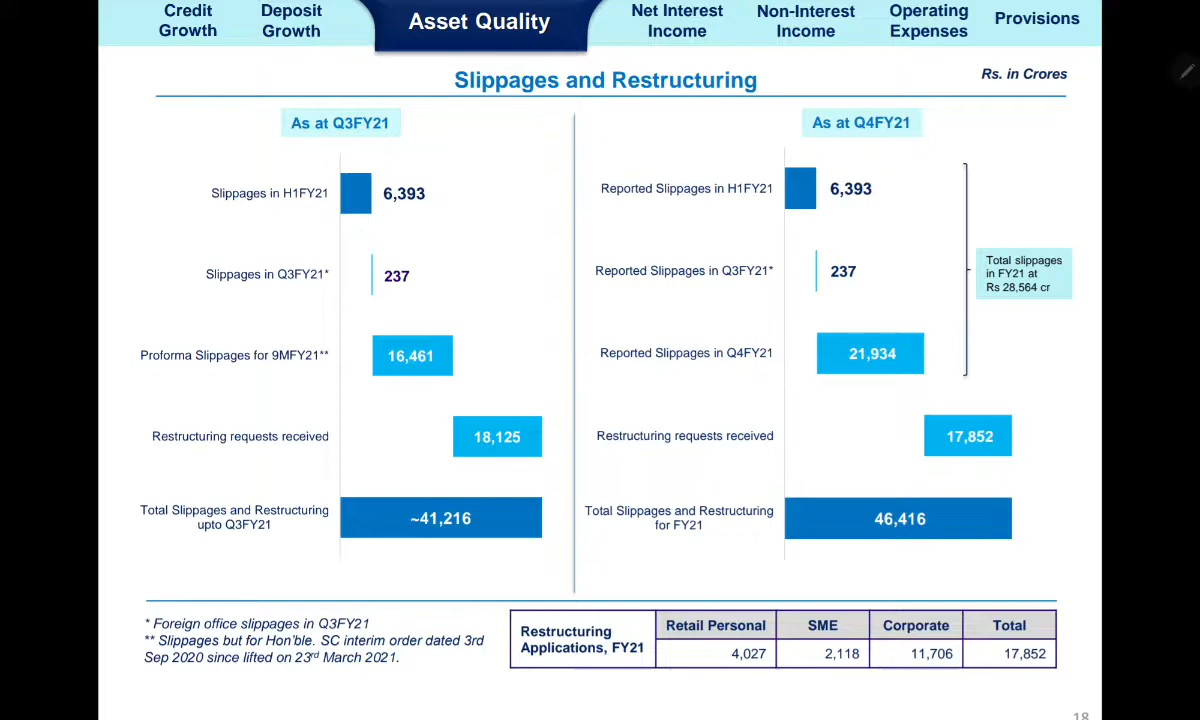 Credit Growth
Deposit Growth
Asset Quality
Net Interest Income
Non-Interest Income
Operating Expenses
Provisions
Slippages and Restructuring
Rs. in Crores
As at Q3FY21
Slippages in H1FY21 6,393
Slippages in Q3FY21* 237
Proforma Slippages for 9MFY21** 16,461
Restructuring requests received 18,125
Total Slippages and Restructuring
upto Q3FY21
~41,216
As at Q4FY21
Reported Slippages in H1FY21 6,393
Reported Slippages in Q3FY21* 237
Reported Slippages in Q4FY21 21,934
Restructuring requests received 17,852
Total Slippages and Restructuring
for FY21
46,416
Total slippages
in FY21 at
Rs 28,564 cr
* Foreign office slippages in Q3FY21
** Slippages but for Hon'ble. SC interim order dated 3rd
Sep 2020 since lifted on 23rd March 2021.
Restructuring
Applications, FY21
Retail Personal SME Corporate Total
4,027 2,118 11,706 17,852
18